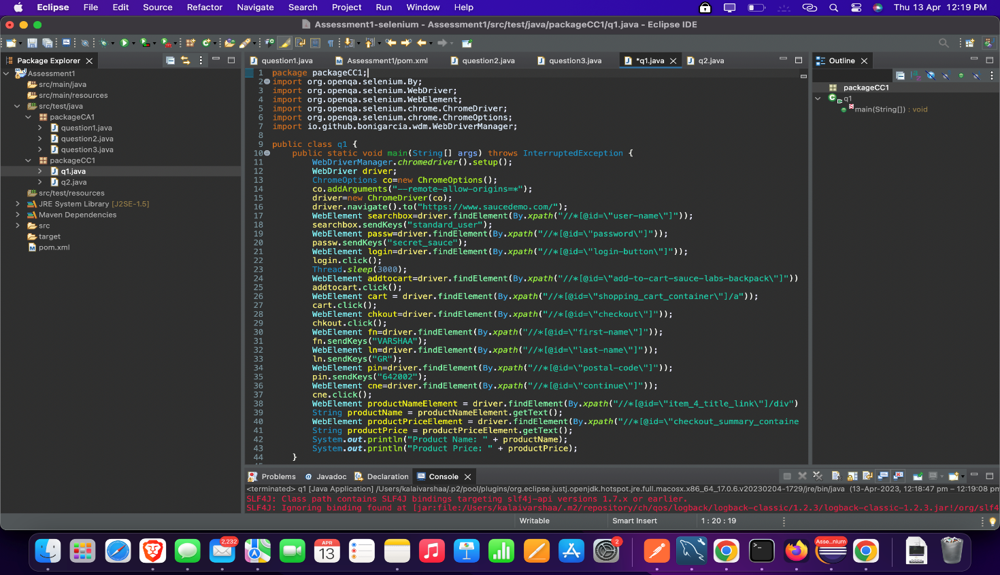 Eclipse File Edit Source Refactor Navigate Search Project Run Window Help Thu 13 Apr 12:19 PM
Assessment1-selenium - Assessment1/src/test/java/packageCC1/q1.java - Eclipse IDE
Package Explorer
question1.java Assessment1/pom.xml question2.java question3.java *q1.java q2.java
Outline
Assessment1
src/main/java
src/main/resources
src/test/java
packageCA1
question1.java
question2.java
question3.java
packageCC1
q1.java
q2.java
src/test/resources
JRE System Library [J2SE-1.5]
Maven Dependencies
src
target
pom.xml
1 package packageCC1;
2 import org.openqa.selenium.By;
3 import org.openqa.selenium.WebDriver;
4 import org.openqa.selenium.WebElement;
5 import org.openqa.selenium.chrome.ChromeDriver;
6 import org.openqa.selenium.chrome.ChromeOptions;
7 import io.github.bonigarcia.wdm.WebDriverManager;
8
9 public class q1 {
10 public static void main(String[] args) throws InterruptedException {
11 WebDriverManager.chromedriver().setup();
12 WebDriver driver;
13 ChromeOptions co=new ChromeOptions();
14 co.addArguments("--remote-allow-origins=*");
15 driver=new ChromeDriver(co);
16 driver.navigate().to("https://www.saucedemo.com/");
17 WebElement searchbox=driver.findElement(By.xpath("//*[@id=\"user-name\"]"));
18 searchbox.sendKeys("standard_user");
19 WebElement passw=driver.findElement(By.xpath("//*[@id=\"password\"]"));
20 passw.sendKeys("secret_sauce");
21 WebElement login=driver.findElement(By.xpath("//*[@id=\"login-button\"]"));
22 login.click();
23 Thread.sleep(3000);
24 WebElement addtocart=driver.findElement(By.xpath("//*[@id=\"add-to-cart-sauce-labs-backpack\"]"))
25 addtocart.click();
26 WebElement cart = driver.findElement(By.xpath("//*[@id=\"shopping_cart_container\"]/a"));
27 cart.click();
28 WebElement chkout=driver.findElement(By.xpath("//*[@id=\"checkout\"]"));
29 chkout.click();
30 WebElement fn=driver.findElement(By.xpath("//*[@id=\"first-name\"]"));
31 fn.sendKeys("VARSHAA");
32 WebElement ln=driver.findElement(By.xpath("//*[@id=\"last-name\"]"));
33 ln.sendKeys("GR");
34 WebElement pin=driver.findElement(By.xpath("//*[@id=\"postal-code\"]"));
35 pin.sendKeys("642002");
36 WebElement cne=driver.findElement(By.xpath("//*[@id=\"continue\"]"));
37 cne.click();
38 WebElement productNameElement = driver.findElement(By.xpath("//*[@id=\"item_4_title_link\"]/div")
39 String productName = productNameElement.getText();
40 WebElement productPriceElement = driver.findElement(By.xpath("//*[@id=\"checkout_summary_containe
41 String productPrice = productPriceElement.getText();
42 System.out.println("Product Name: " + productName);
43 System.out.println("Product Price: " + productPrice);
44 }
packageCC1
q1
main(String[]) : void
Problems @ Javadoc Declaration Console
<terminated> q1 [Java Application] /Users/kalaivarshaa/.p2/pool/plugins/org.eclipse.justj.openjdk.hotspot.jre.full.macosx.x86_64_17.0.6.v20230204-1729/jre/bin/java (13-Apr-2023, 12:18:47 pm – 12:19:08 pm
SLF4J: Class path contains SLF4J bindings targeting slf4j-api versions 1.7.x or earlier.
SLF4J: Ignoring binding found at [jar:file:/Users/kalaivarshaa/.m2/repository/ch/qos/logback/logback-classic/1.2.3/logback-classic-1.2.3.jar!/org/slf4
Writable Smart Insert 1 : 20 : 19
2,232
APR
13
2
Asse...nium